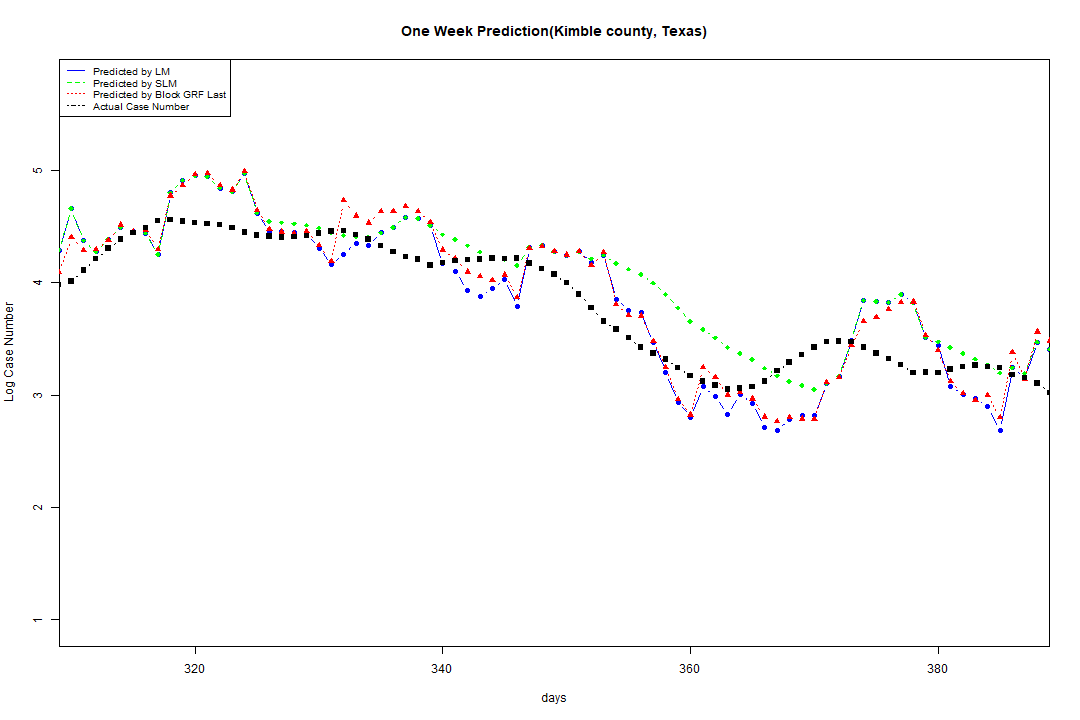 One Week Prediction(Kimble county, Texas)
Predicted by LM
Predicted by SLM
Predicted by Block GRF Last
Actual Case Number
5
4
3
2
1
Log Case Number
320 340 360 380
days